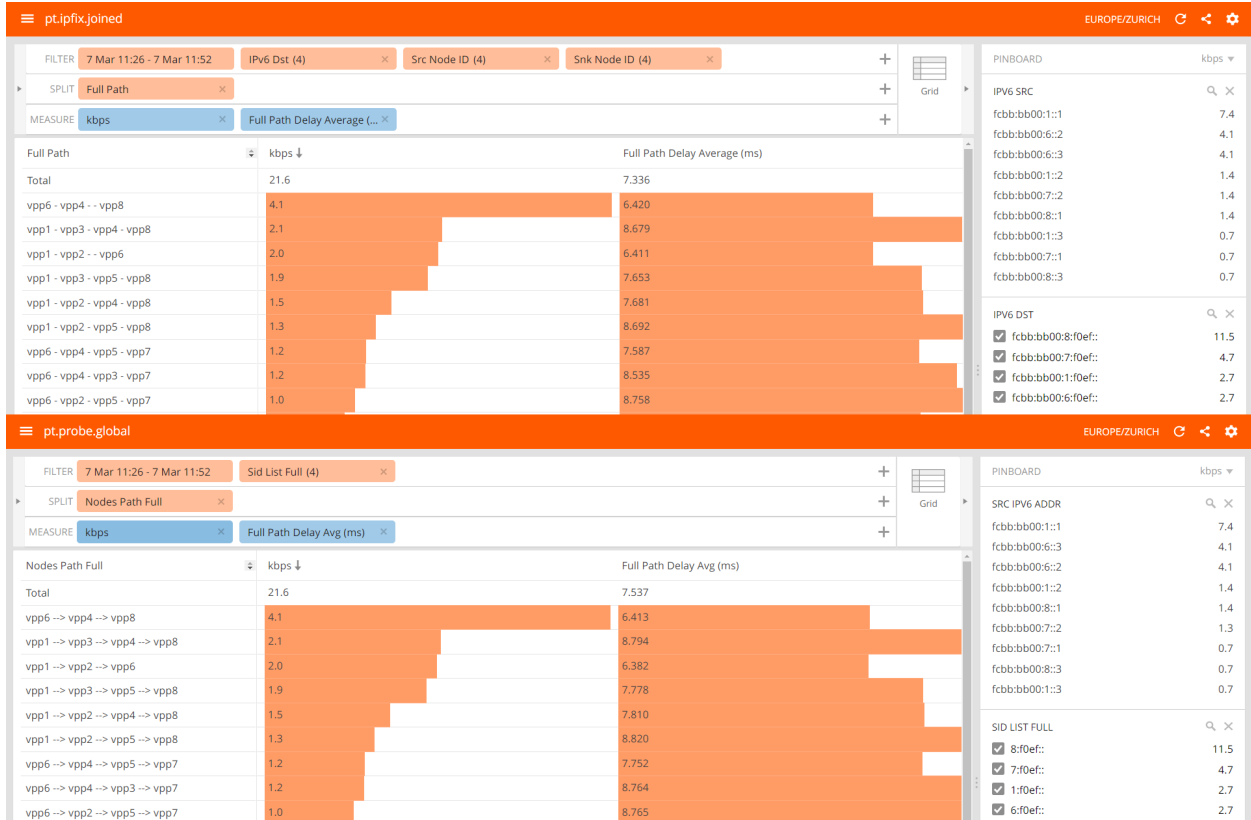 pt.ipfix.joined EUROPE/ZURICH
FILTER 7 Mar 11:26 - 7 Mar 11:52 IPv6 Dst (4) × Src Node ID (4) × Snk Node ID (4) × +
SPLIT Full Path × +
MEASURE kbps × Full Path Delay Average (... × +
Grid
Full Path kbps ↓ Full Path Delay Average (ms)
Total 21.6 7.336
vpp6 - vpp4 - - vpp8 4.1 6.420
vpp1 - vpp3 - vpp4 - vpp8 2.1 8.679
vpp1 - vpp2 - - vpp6 2.0 6.411
vpp1 - vpp3 - vpp5 - vpp8 1.9 7.653
vpp1 - vpp2 - vpp4 - vpp8 1.5 7.681
vpp1 - vpp2 - vpp5 - vpp8 1.3 8.692
vpp6 - vpp4 - vpp5 - vpp7 1.2 7.587
vpp6 - vpp4 - vpp3 - vpp7 1.2 8.535
vpp6 - vpp2 - vpp5 - vpp7 1.0 8.758
PINBOARD kbps
IPV6 SRC
fcbb:bb00:1::1 7.4
fcbb:bb00:6::2 4.1
fcbb:bb00:6::3 4.1
fcbb:bb00:1::2 1.4
fcbb:bb00:7::2 1.4
fcbb:bb00:8::1 1.4
fcbb:bb00:1::3 0.7
fcbb:bb00:7::1 0.7
fcbb:bb00:8::3 0.7
IPV6 DST
fcbb:bb00:8:f0ef:: 11.5
fcbb:bb00:7:f0ef:: 4.7
fcbb:bb00:1:f0ef:: 2.7
fcbb:bb00:6:f0ef:: 2.7
pt.probe.global EUROPE/ZURICH
FILTER 7 Mar 11:26 - 7 Mar 11:52 Sid List Full (4) × +
SPLIT Nodes Path Full × +
MEASURE kbps × Full Path Delay Avg (ms) × +
Grid
Nodes Path Full kbps ↓ Full Path Delay Avg (ms)
Total 21.6 7.537
vpp6 --> vpp4 --> vpp8 4.1 6.413
vpp1 --> vpp3 --> vpp4 --> vpp8 2.1 8.794
vpp1 --> vpp2 --> vpp6 2.0 6.382
vpp1 --> vpp3 --> vpp5 --> vpp8 1.9 7.778
vpp1 --> vpp2 --> vpp4 --> vpp8 1.5 7.810
vpp1 --> vpp2 --> vpp5 --> vpp8 1.3 8.820
vpp6 --> vpp4 --> vpp5 --> vpp7 1.2 7.752
vpp6 --> vpp4 --> vpp3 --> vpp7 1.2 8.764
vpp6 --> vpp2 --> vpp5 --> vpp7 1.0 8.765
PINBOARD kbps
SRC IPV6 ADDR
fcbb:bb00:1::1 7.4
fcbb:bb00:6::3 4.1
fcbb:bb00:6::2 4.1
fcbb:bb00:1::2 1.4
fcbb:bb00:8::1 1.4
fcbb:bb00:7::2 1.3
fcbb:bb00:7::1 0.7
fcbb:bb00:8::3 0.7
fcbb:bb00:1::3 0.7
SID LIST FULL
8:f0ef:: 11.5
7:f0ef:: 4.7
1:f0ef:: 2.7
6:f0ef:: 2.7